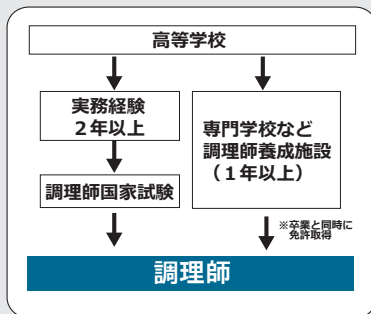 高等学校
実務経験
2年以上
専門学校など
調理師養成施設
(1年以上)
調理師国家試験
※卒業と同時に
免許取得
調理師